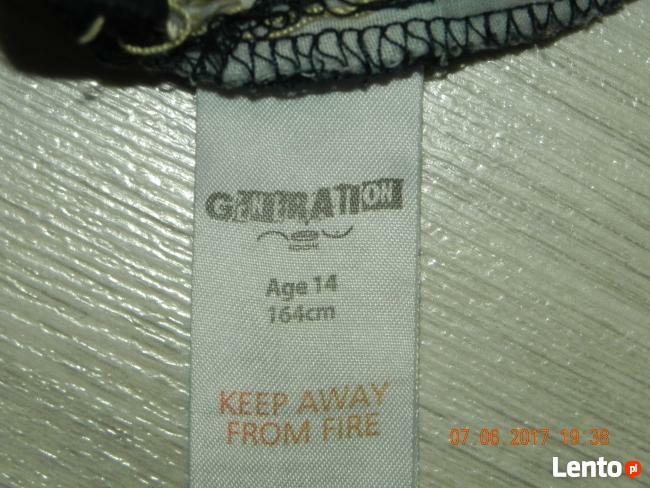 GENERATION
Age 14
164cm
KEEP AWAY
FROM FIRE
07.06.2017 19:38
Lento.pl